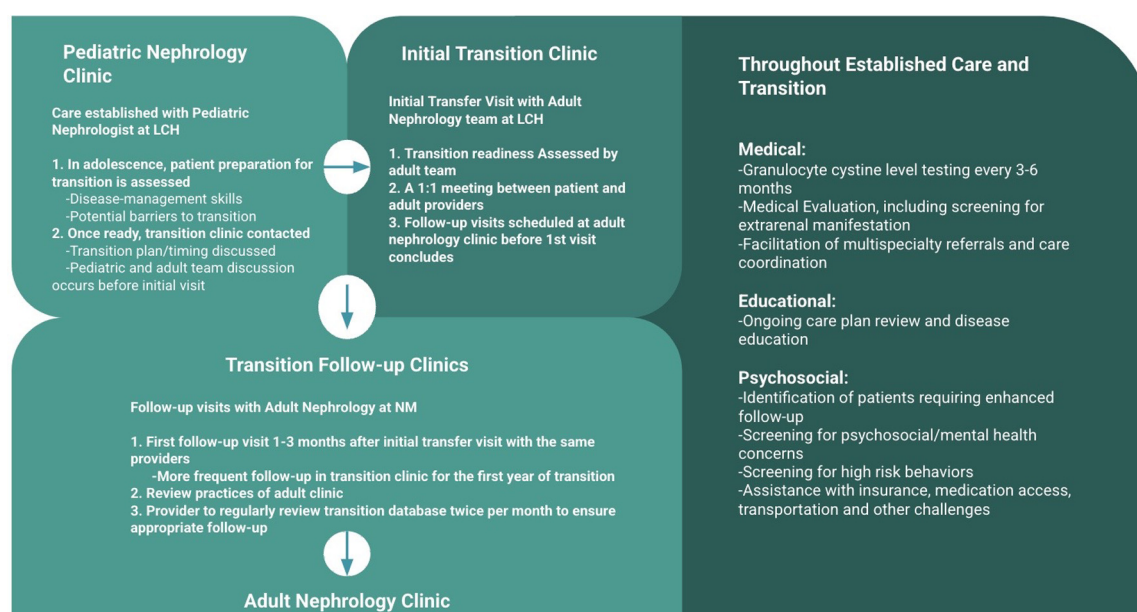 Pediatric Nephrology
Clinic
Care established with Pediatric
Nephrologist at LCH
1. In adolescence, patient preparation for
transition is assessed
-Disease-management skills
-Potential barriers to transition
2. Once ready, transition clinic contacted
-Transition plan/timing discussed
-Pediatric and adult team discussion
occurs before initial visit
Initial Transition Clinic
Initial Transfer Visit with Adult
Nephrology team at LCH
1. Transition readiness Assessed by
adult team
2. A 1:1 meeting between patient and
adult providers
3. Follow-up visits scheduled at adult
nephrology clinic before 1st visit
concludes
Transition Follow-up Clinics
Follow-up visits with Adult Nephrology at NM
1. First follow-up visit 1-3 months after initial transfer visit with the same
providers
-More frequent follow-up in transition clinic for the first year of transition
2. Review practices of adult clinic
3. Provider to regularly review transition database twice per month to ensure
appropriate follow-up
Adult Nephrology Clinic
Throughout Established Care and
Transition
Medical:
-Granulocyte cystine level testing every 3-6
months
-Medical Evaluation, including screening for
extrarenal manifestation
-Facilitation of multispecialty referrals and care
coordination
Educational:
-Ongoing care plan review and disease
education
Psychosocial:
-Identification of patients requiring enhanced
follow-up
-Screening for psychosocial/mental health
concerns
-Screening for high risk behaviors
-Assistance with insurance, medication access,
transportation and other challenges